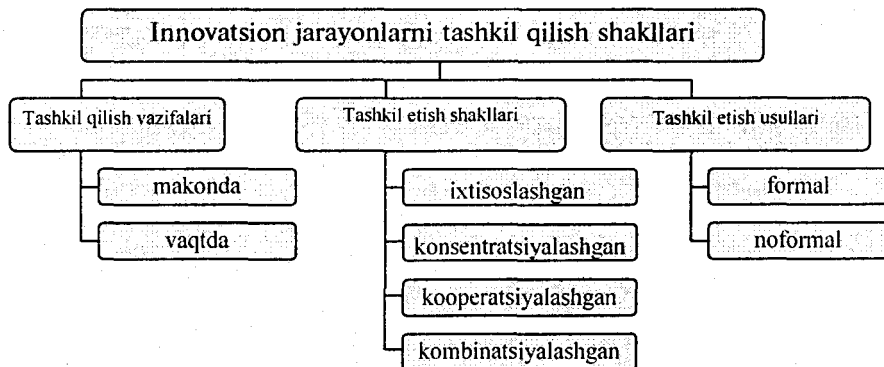 Innovatsion jarayonlarni tashkil qilish shakllari
Tashkil qilish vazifalari
makonda
vaqtda
Tashkil etish shakllari
ixtisoslashgan
konsentratsiyalashgan
kooperatsiyalashgan
kombinatsiyalashgan
Tashkil etish usullari
formal
noformal